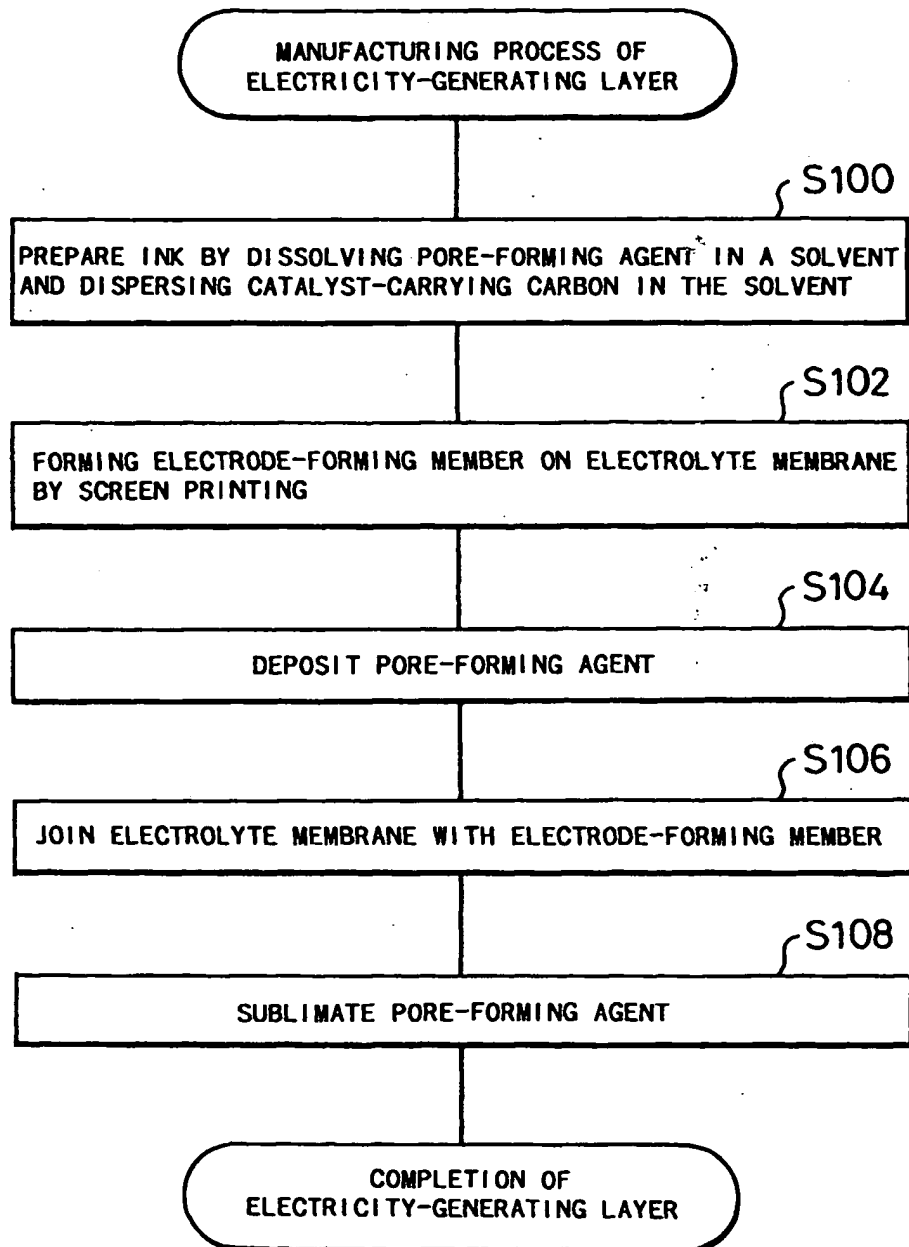 MANUFACTURING PROCESS OF
ELECTRICITY-GENERATING LAYER
S100
PREPARE INK BY DISSOLVING PORE-FORMING AGENT IN A SOLVENT
AND DISPERSING CATALYST-CARRYING CARBON IN THE SOLVENT
S102
FORMING ELECTRODE-FORMING MEMBER ON ELECTROLYTE MEMBRANE
BY SCREEN PRINTING
S104
DEPOSIT PORE-FORMING AGENT
S106
JOIN ELECTROLYTE MEMBRANE WITH ELECTRODE-FORMING MEMBER
S108
SUBLIMATE PORE-FORMING AGENT
COMPLETION OF
ELECTRICITY-GENERATING LAYER